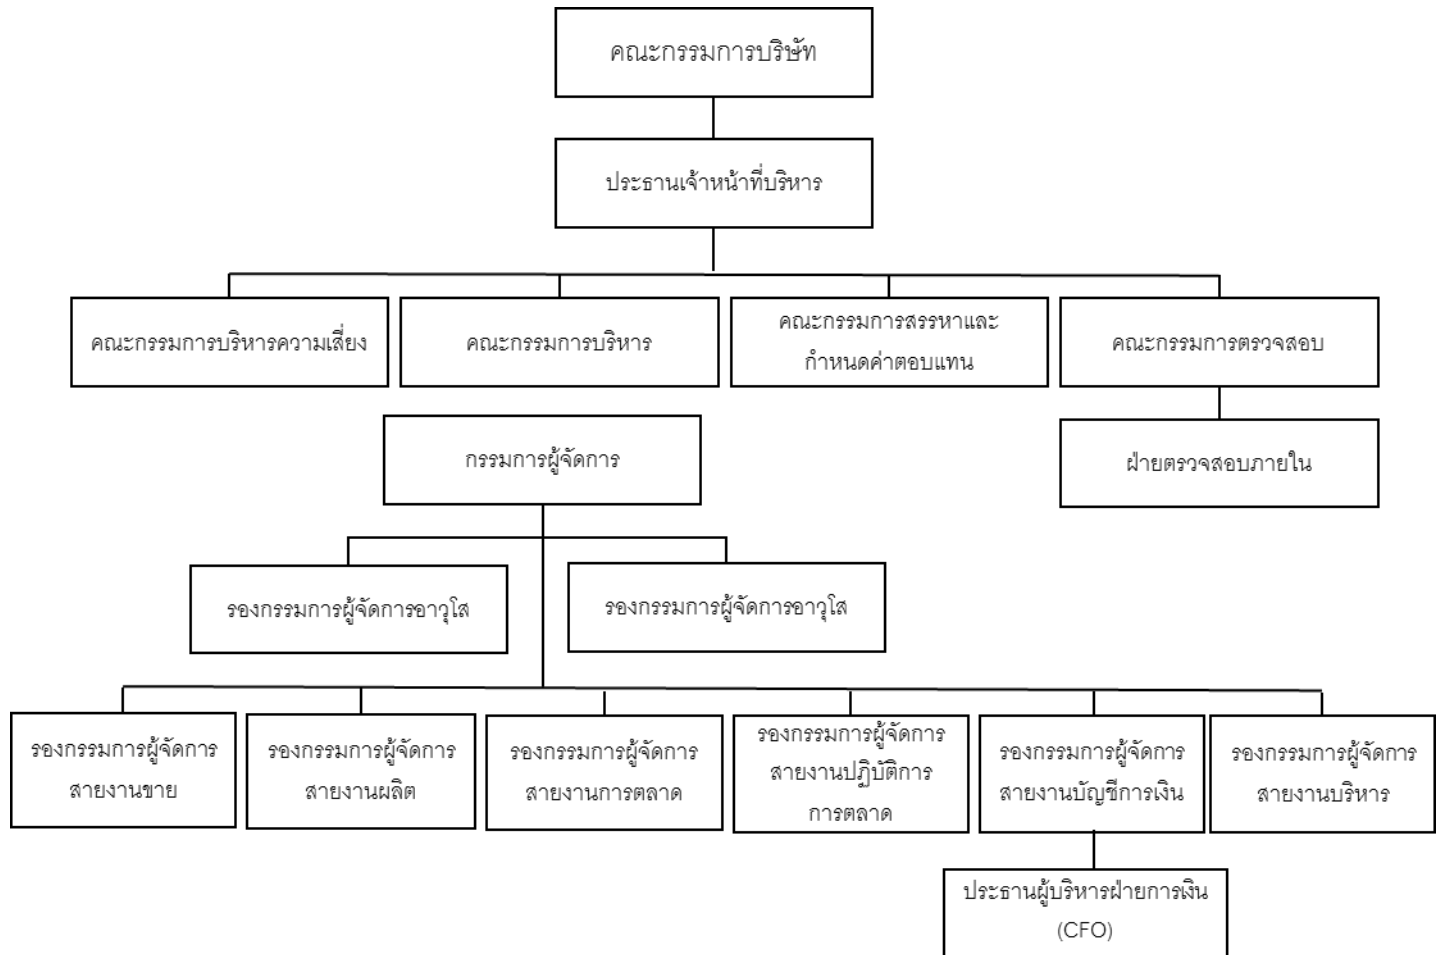 คณะกรรมการบริษัท
ประธานเจ้าหน้าที่บริหาร
คณะกรรมการบริหารความเสี่ยง
คณะกรรมการบริหาร
คณะกรรมการสรรหาและ
กำหนดค่าตอบแทน
คณะกรรมการตรวจสอบ
กรรมการผู้จัดการ
ฝ่ายตรวจสอบภายใน
รองกรรมการผู้จัดการอาวุโส
รองกรรมการผู้จัดการอาวุโส
รองกรรมการผู้จัดการ
สายงานขาย
รองกรรมการผู้จัดการ
สายงานผลิต
รองกรรมการผู้จัดการ
สายงานการตลาด
รองกรรมการผู้จัดการ
สายงานปฏิบัติการ
การตลาด
รองกรรมการผู้จัดการ
สายงานบัญชีการเงิน
รองกรรมการผู้จัดการ
สายงานบริหาร
ประธานผู้บริหารฝ่ายการเงิน
(CFO)